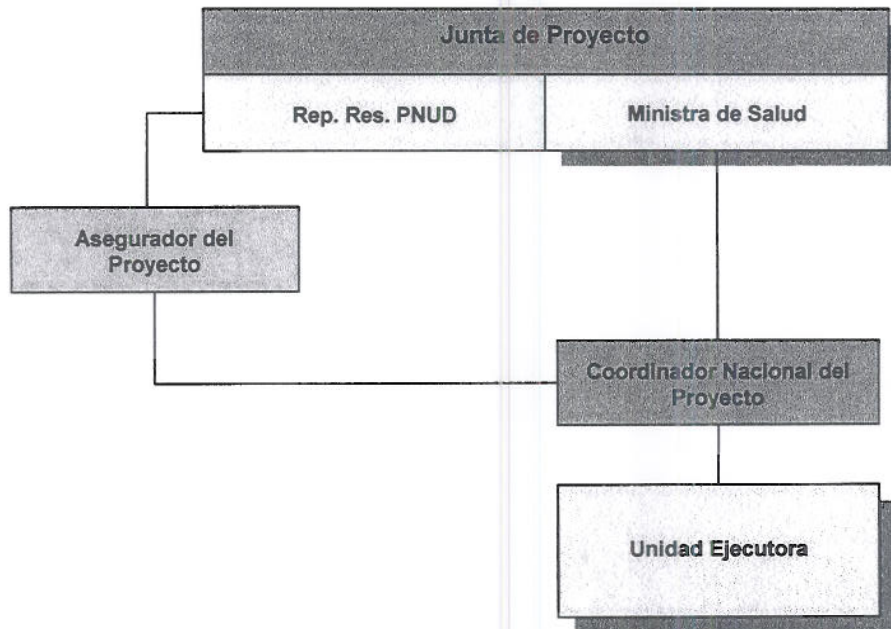 Junta de Proyecto
Rep. Res. PNUD
Ministra de Salud
Asegurador del
Proyecto
Coordinador Nacional del
Proyecto
Unidad Ejecutora